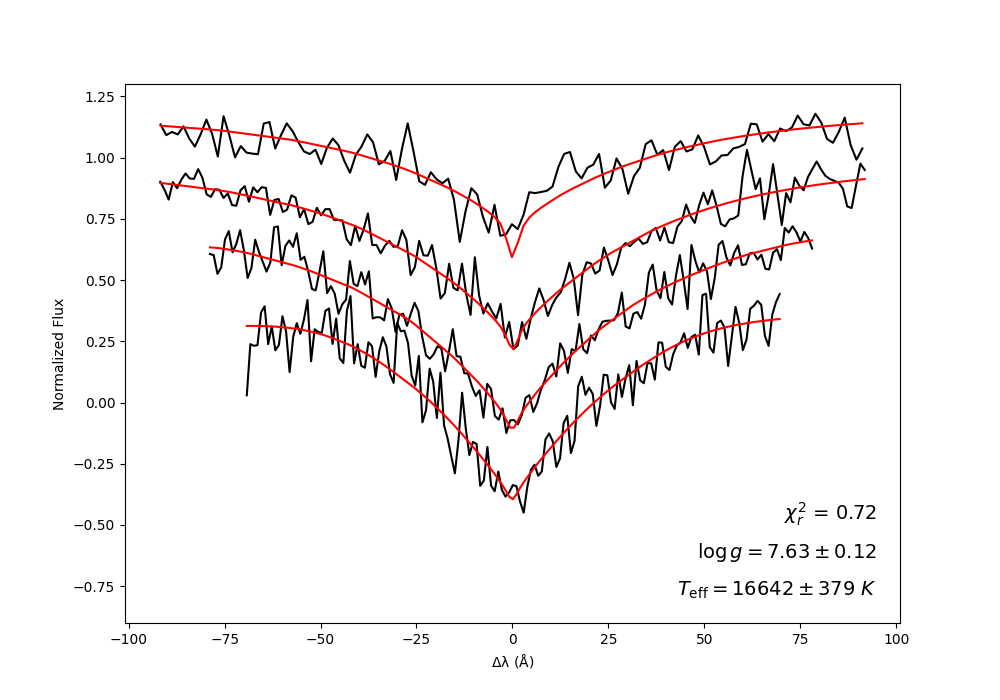 1.25
1.00
0.75
0.50
0.25
0.00
−0.25
−0.50
−0.75
Normalized Flux
χ²ᵣ = 0.72
log g = 7.63 ± 0.12
T_eff = 16642 ± 379 K
−100 −75 −50 −25 0 25 50 75 100
Δλ (Å)